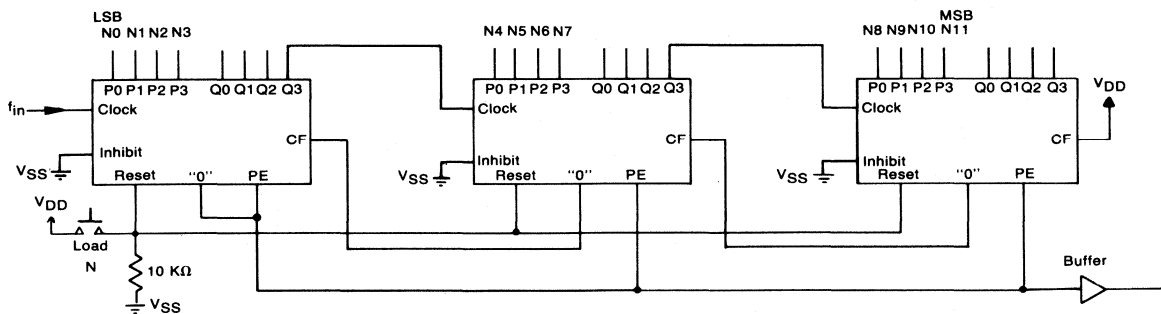 LSB
N0 N1 N2 N3
N4 N5 N6 N7
MSB
N8 N9 N10 N11
P0 P1 P2 P3 Q0 Q1 Q2 Q3
P0 P1 P2 P3 Q0 Q1 Q2 Q3
P0 P1 P2 P3 Q0 Q1 Q2 Q3
VDD
fin
Clock
Clock
Clock
CF
CF
CF
Inhibit
Inhibit
Inhibit
VSS
VSS
VSS
Reset "0" PE
Reset "0" PE
Reset "0" PE
VDD
Load
N
10 KΩ
VSS
Buffer